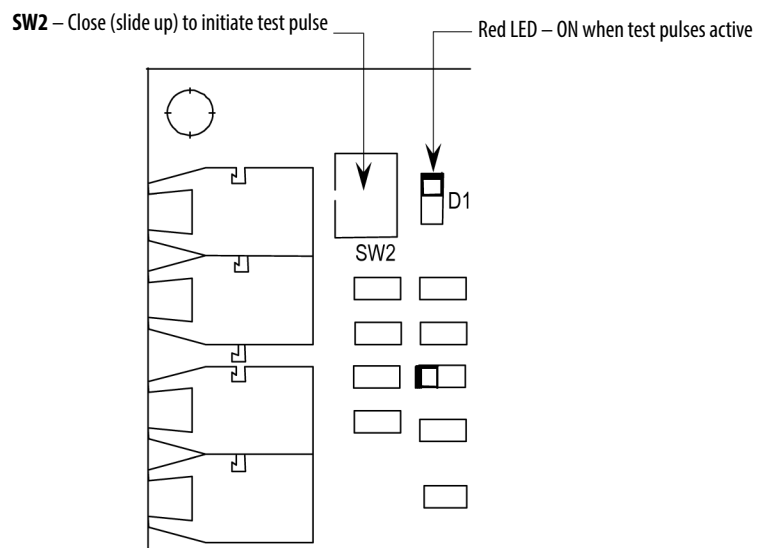 SW2 – Close (slide up) to initiate test pulse
Red LED – ON when test pulses active
D1
SW2